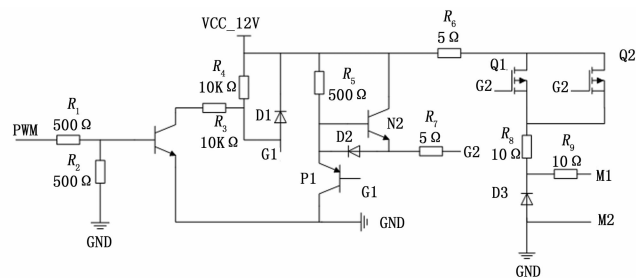 VCC_12V
R6
5 Ω
Q1
Q2
G2
G2
R4
10K Ω
R5
500 Ω
D1
N2
R3
10K Ω
G1
D2
R7
5 Ω
G2
R1
500 Ω
PWM
R2
500 Ω
P1
G1
R8
10 Ω
R9
10 Ω
M1
D3
M2
GND
GND
GND